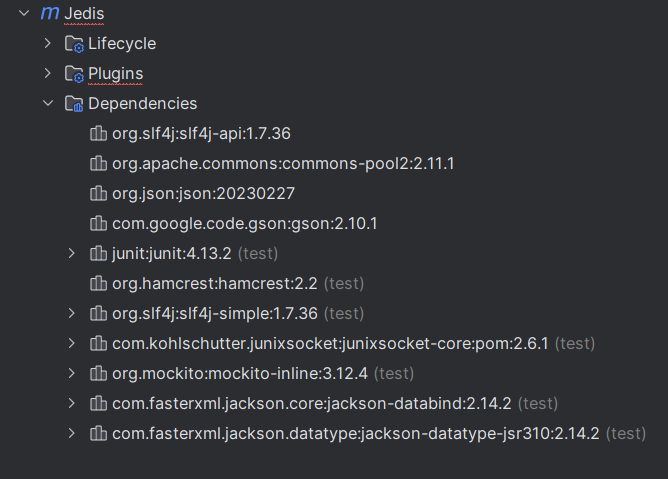 m Jedis
Lifecycle
Plugins
Dependencies
org.slf4j:slf4j-api:1.7.36
org.apache.commons:commons-pool2:2.11.1
org.json:json:20230227
com.google.code.gson:gson:2.10.1
junit:junit:4.13.2 (test)
org.hamcrest:hamcrest:2.2 (test)
org.slf4j:slf4j-simple:1.7.36 (test)
com.kohlschutter.junixsocket:junixsocket-core:pom:2.6.1 (test)
org.mockito:mockito-inline:3.12.4 (test)
com.fasterxml.jackson.core:jackson-databind:2.14.2 (test)
com.fasterxml.jackson.datatype:jackson-datatype-jsr310:2.14.2 (test)